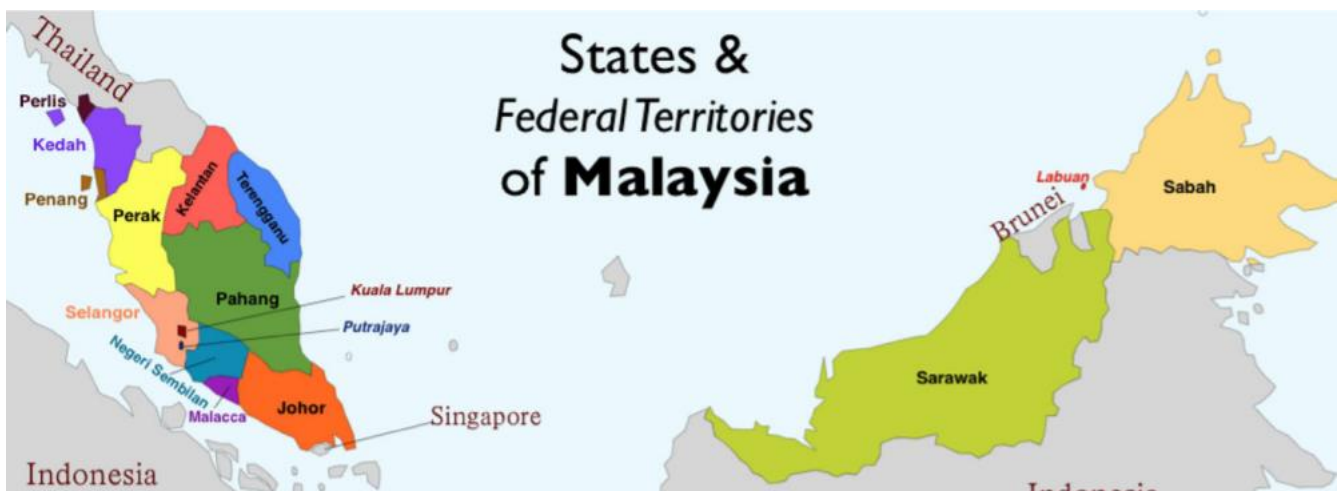 States &
Federal Territories
of Malaysia
Thailand
Perlis
Kedah
Penang
Perak
Kelantan
Terengganu
Pahang
Selangor
Kuala Lumpur
Putrajaya
Negeri Sembilan
Malacca
Johor
Singapore
Indonesia
Labuan
Brunei
Sabah
Sarawak
Indonesia